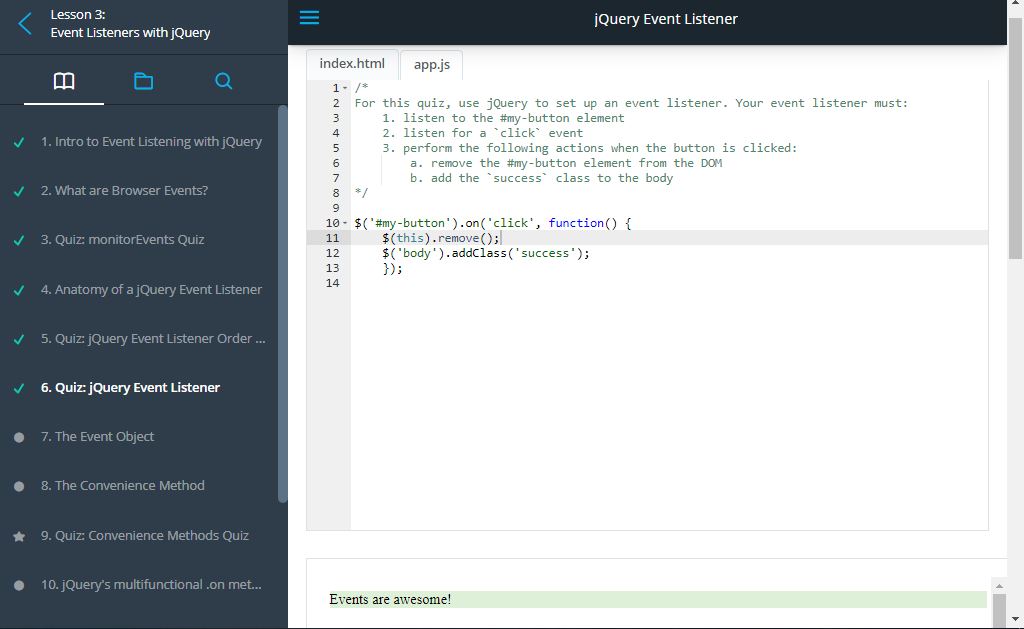 Lesson 3:
Event Listeners with jQuery
1. Intro to Event Listening with jQuery
2. What are Browser Events?
3. Quiz: monitorEvents Quiz
4. Anatomy of a jQuery Event Listener
5. Quiz: jQuery Event Listener Order ...
6. Quiz: jQuery Event Listener
7. The Event Object
8. The Convenience Method
9. Quiz: Convenience Methods Quiz
10. jQuery's multifunctional .on met...
jQuery Event Listener
index.html
app.js
1 /*
2 For this quiz, use jQuery to set up an event listener. Your event listener must:
3 1. listen to the #my-button element
4 2. listen for a `click` event
5 3. perform the following actions when the button is clicked:
6 a. remove the #my-button element from the DOM
7 b. add the `success` class to the body
8 */
9
10 $('#my-button').on('click', function() {
11 $(this).remove();
12 $('body').addClass('success');
13 });
14
Events are awesome!